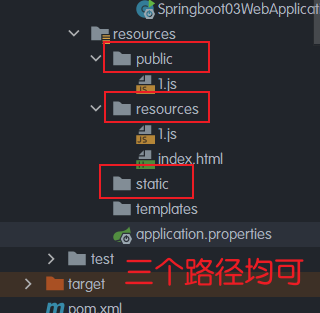 Springboot03WebApplicat
resources
public
1.js
resources
1.js
index.html
static
templates
application.properties
test
target
三个路径均可
pom.xml